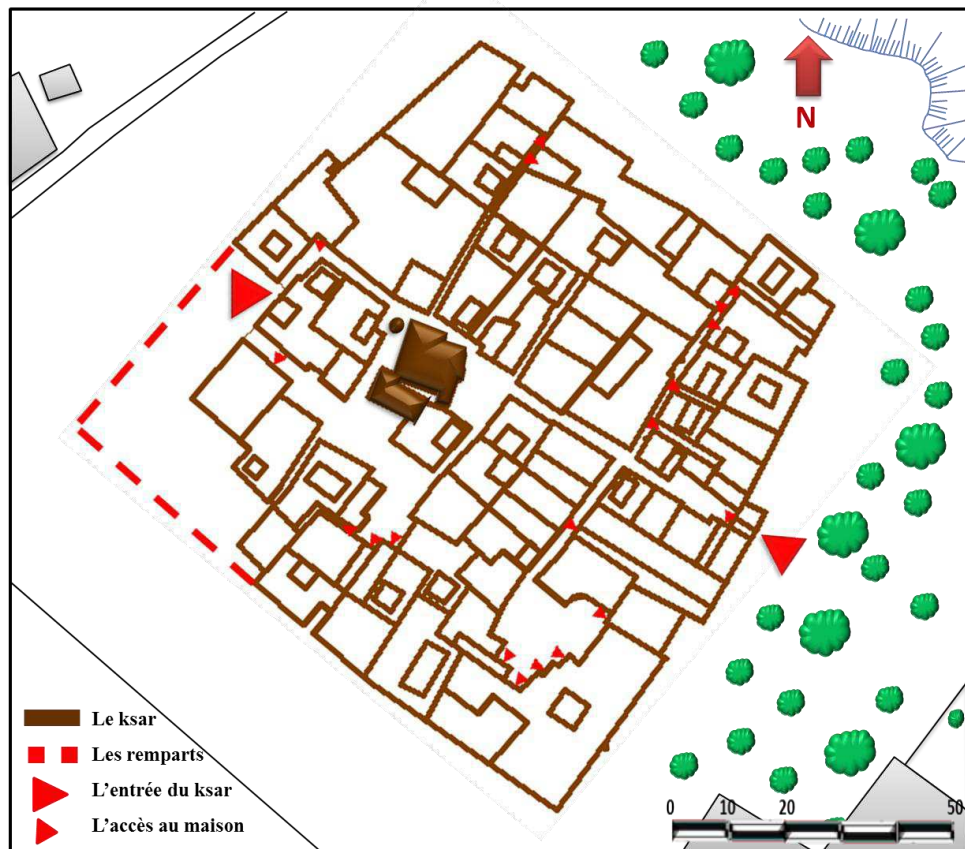 N
Le ksar
Les remparts
L'entrée du ksar
L'accès au maison
0 10 20 50